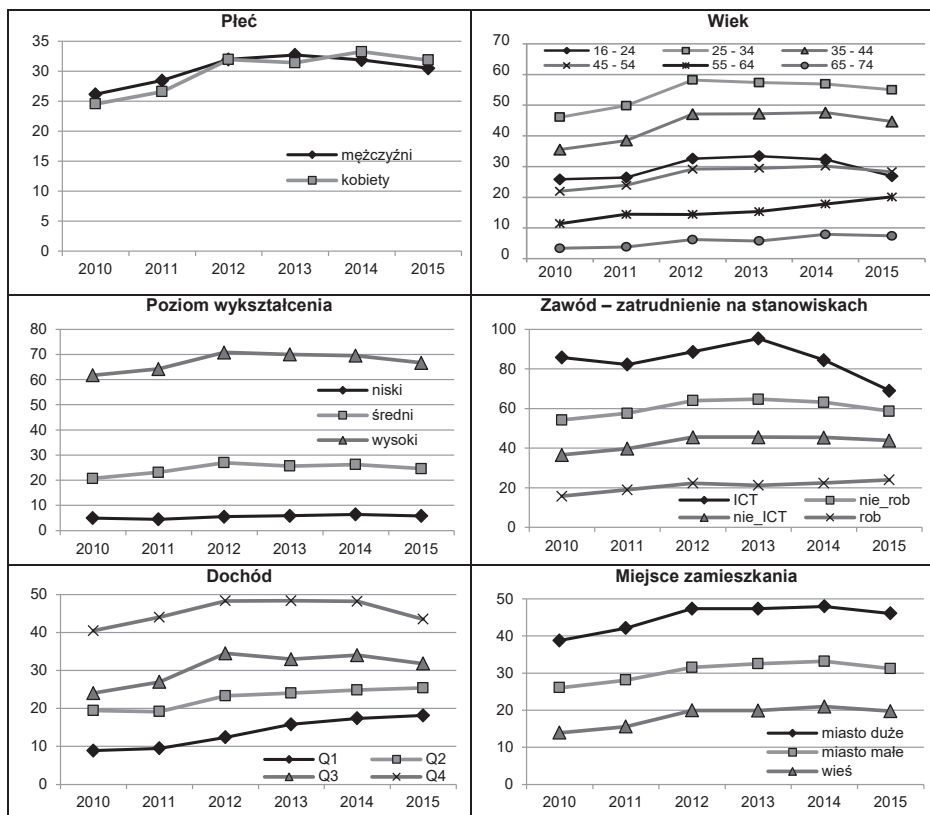 Płeć
35
30
25
20
15
10
5
0
mężczyźni
kobiety
2010 2011 2012 2013 2014 2015
Wiek
70
60
50
40
30
20
10
0
16 - 24 25 - 34 35 - 44
45 - 54 55 - 64 65 - 74
2010 2011 2012 2013 2014 2015
Poziom wykształcenia
80
70
60
50
40
30
20
10
0
niski
średni
wysoki
2010 2011 2012 2013 2014 2015
Zawód – zatrudnienie na stanowiskach
100
80
60
40
20
0
ICT nie_rob
nie_ICT rob
2010 2011 2012 2013 2014 2015
Dochód
50
40
30
20
10
0
Q1 Q2
Q3 Q4
2010 2011 2012 2013 2014 2015
Miejsce zamieszkania
50
40
30
20
10
0
miasto duże
miasto małe
wieś
2010 2011 2012 2013 2014 2015